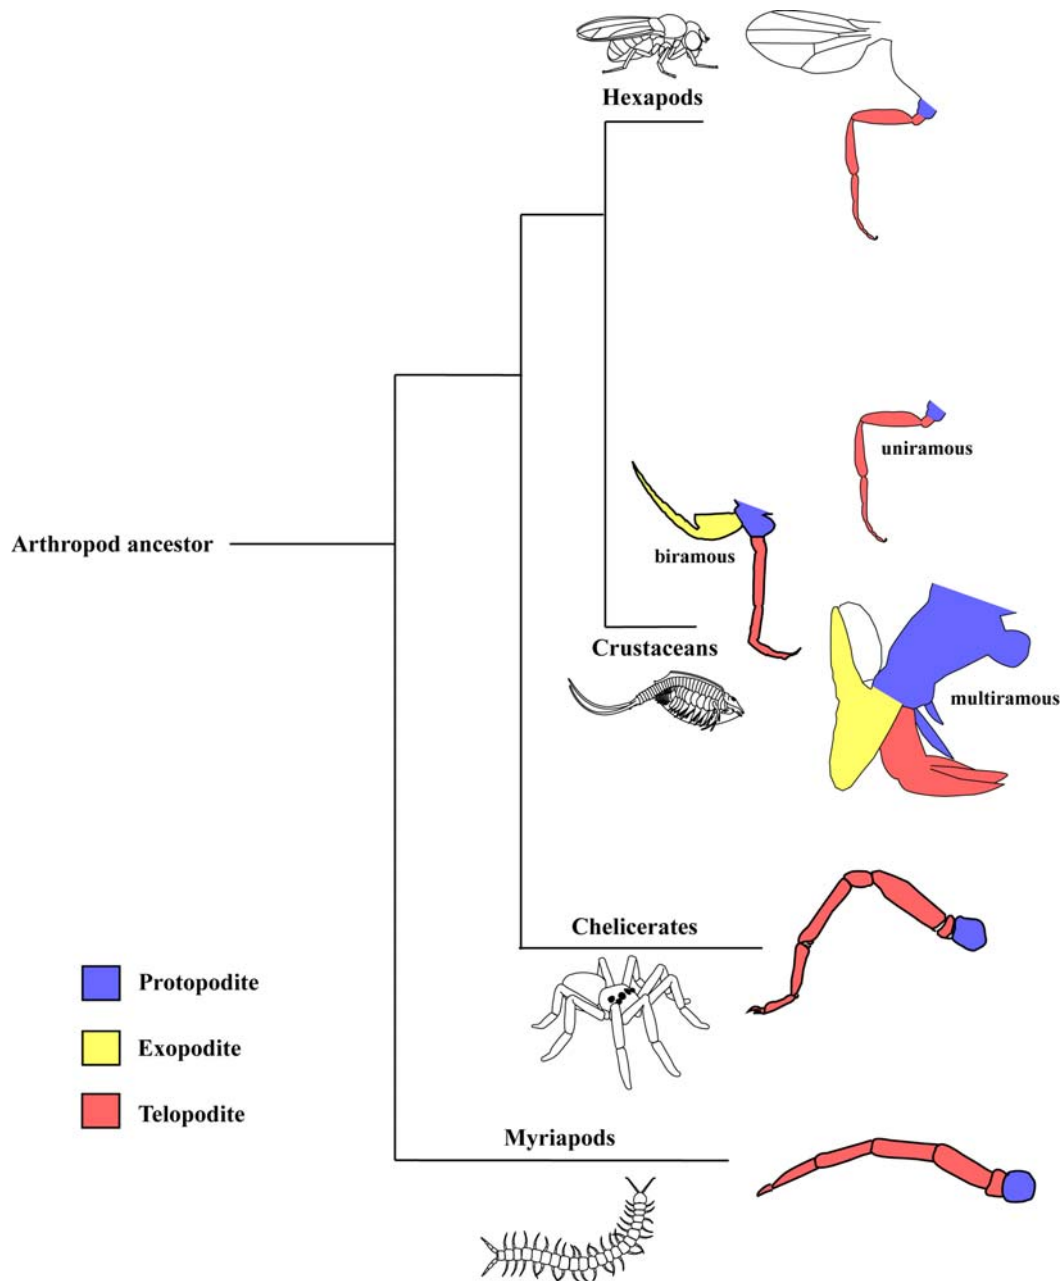 Hexapods
uniramous
Arthropod ancestor
biramous
Crustaceans
multiramous
Chelicerates
Protopodite
Exopodite
Telopodite
Myriapods